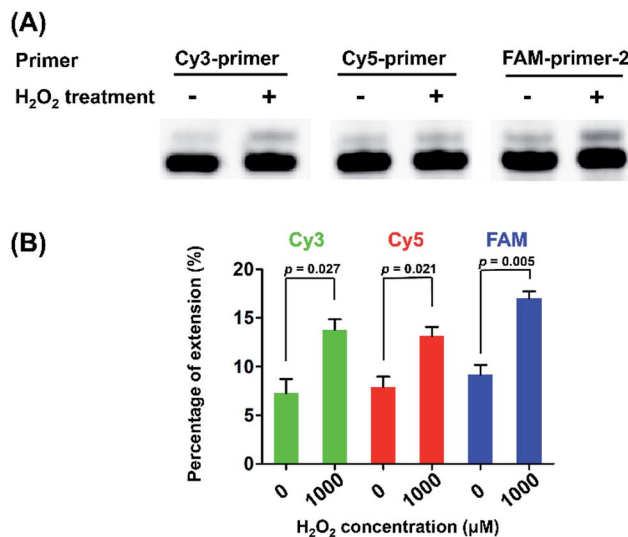 (A)
Primer Cy3-primer Cy5-primer FAM-primer-2
H₂O₂ treatment - + - + - +
(B)
Cy3 Cy5 FAM
p = 0.027 p = 0.021 p = 0.005
Percentage of extension (%)
20
15
10
5
0
0 1000 0 1000 0 1000
H₂O₂ concentration (μM)